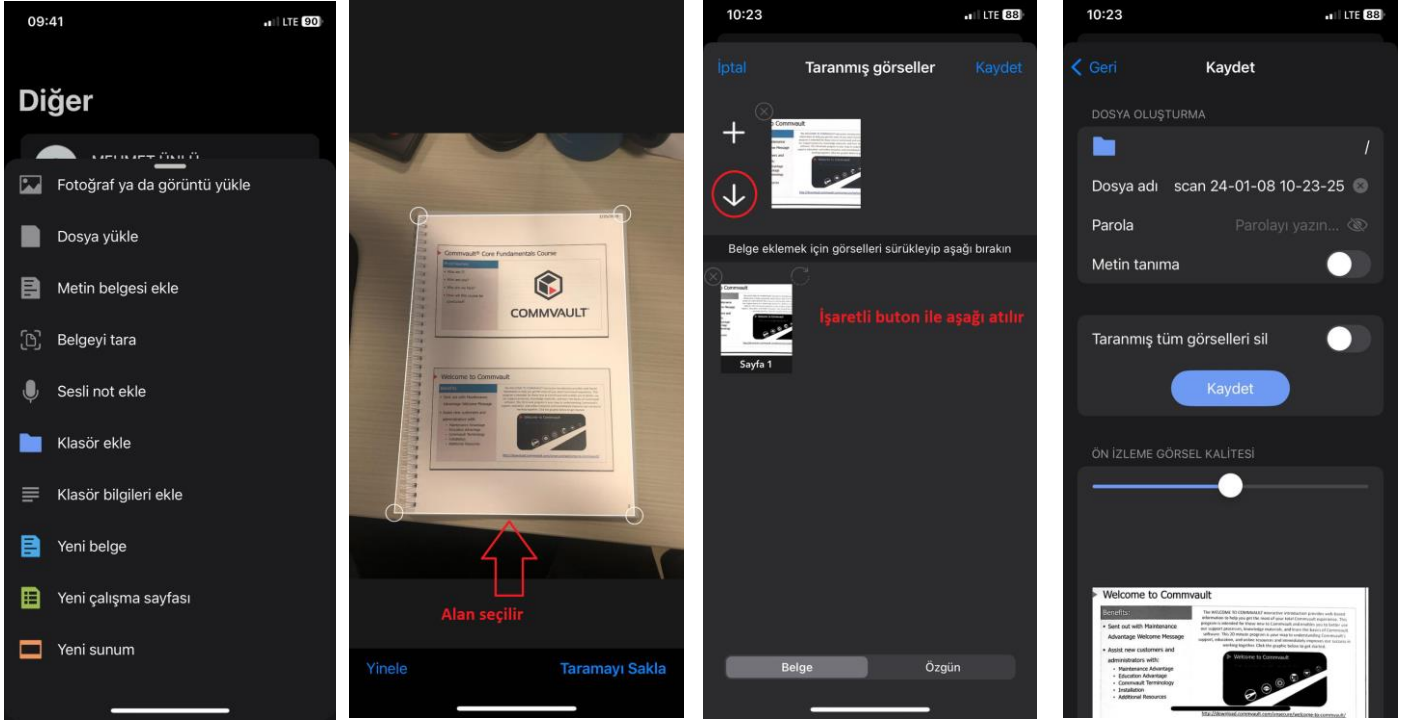 09:41
LTE 90
Diğer
MEHMET ÜNLÜ
Fotoğraf ya da görüntü yükle
Dosya yükle
Metin belgesi ekle
Belgeyi tara
Sesli not ekle
Klasör ekle
Klasör bilgileri ekle
Yeni belge
Yeni çalışma sayfası
Yeni sunum
Commvault® Core Fundamentals Course
COMMVAULT
Welcome to Commvault
Alan seçilir
Yinele
Taramayı Sakla
10:23
LTE 88
İptal
Taranmış görseller
Kaydet
Belge eklemek için görselleri sürükleyip aşağı bırakın
İşaretli buton ile aşağı atılır
Sayfa 1
Belge
Özgün
10:23
LTE 88
Geri
Kaydet
DOSYA OLUŞTURMA
/
Dosya adı scan 24-01-08 10-23-25
Parola Parolayı yazın...
Metin tanıma
Taranmış tüm görselleri sil
Kaydet
ÖN İZLEME GÖRSEL KALİTESİ
Welcome to Commvault
Benefits:
• Sent out with Maintenance
Advantage Welcome Message
• Assist new customers and
administrators with:
• Maintenance Advantage
• Education Advantage
• Commvault Terminology
• Installation
• Additional Resources
Welcome to Commvault